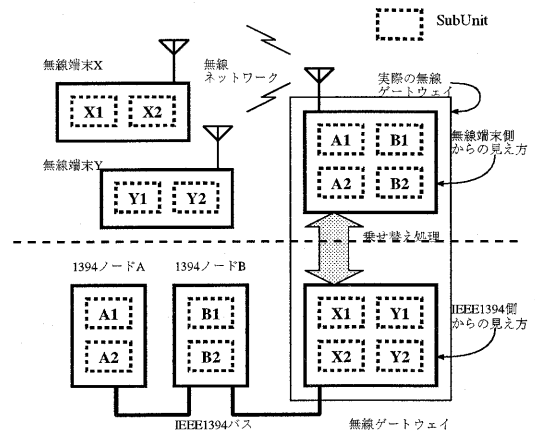 SubUnit
無線端末X
無線
ネットワーク
実際の無線
ゲートウェイ
X1
X2
A1
B1
無線端末側
からの見え方
A2
B2
無線端末Y
Y1
Y2
乗せ替え処理
1394ノードA
1394ノードB
A1
B1
X1
Y1
IEEE1394側
からの見え方
A2
B2
X2
Y2
IEEE1394バス
無線ゲートウェイ